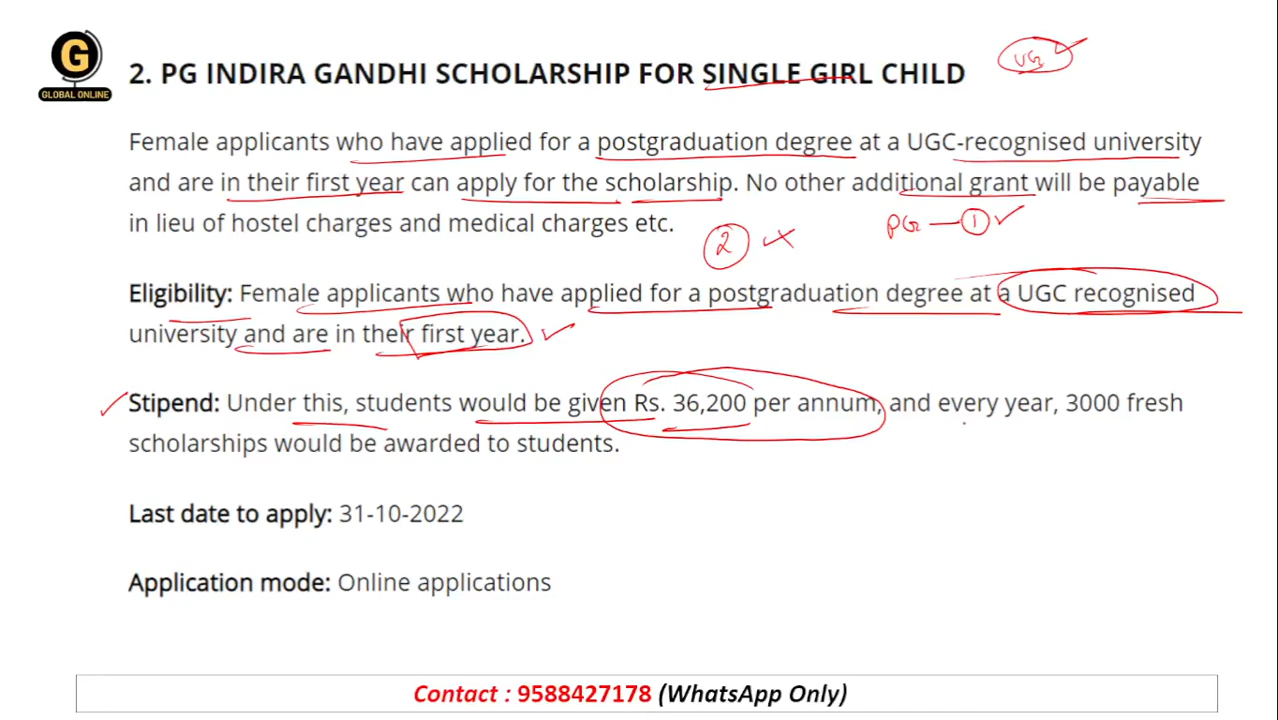 G
GLOBAL ONLINE
2. PG INDIRA GANDHI SCHOLARSHIP FOR SINGLE GIRL CHILD
UG
Female applicants who have applied for a postgraduation degree at a UGC-recognised university
and are in their first year can apply for the scholarship. No other additional grant will be payable
in lieu of hostel charges and medical charges etc.
PG — 1
2
Eligibility: Female applicants who have applied for a postgraduation degree at a UGC recognised
university and are in their first year.
Stipend: Under this, students would be given Rs. 36,200 per annum, and every year, 3000 fresh
scholarships would be awarded to students.
Last date to apply: 31-10-2022
Application mode: Online applications
Contact : 9588427178 (WhatsApp Only)